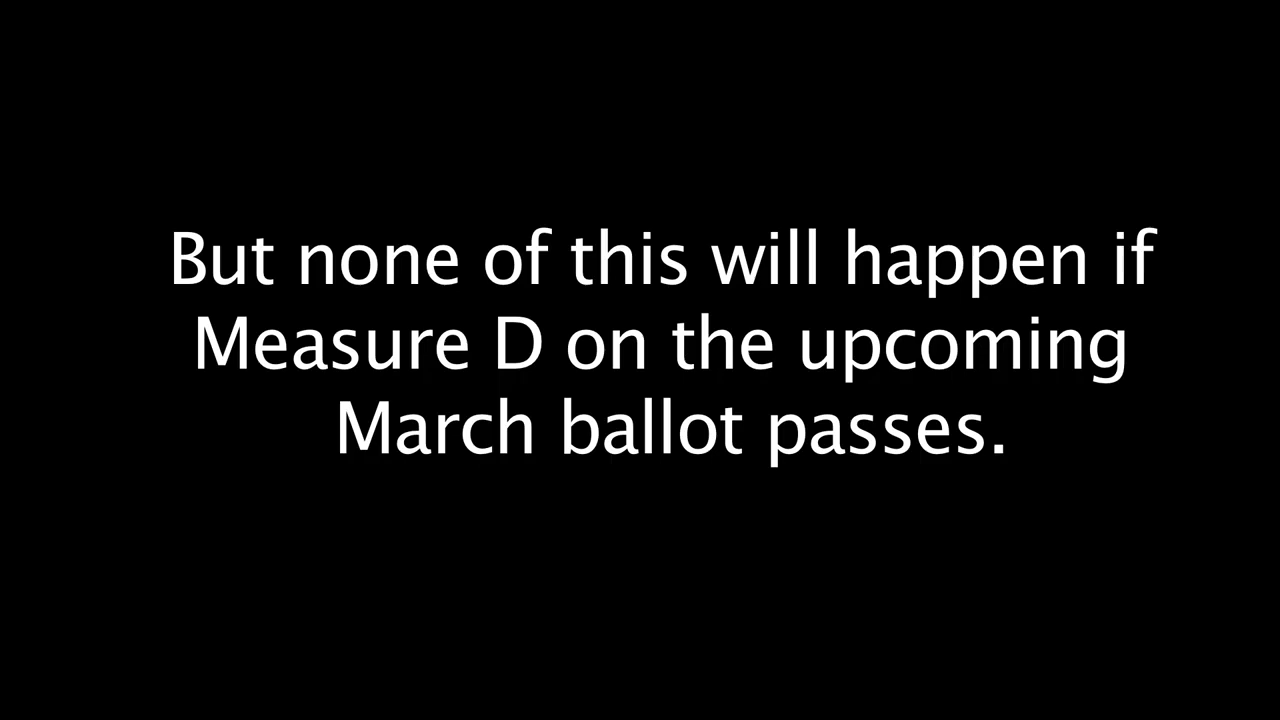 But none of this will happen if
Measure D on the upcoming
March ballot passes.